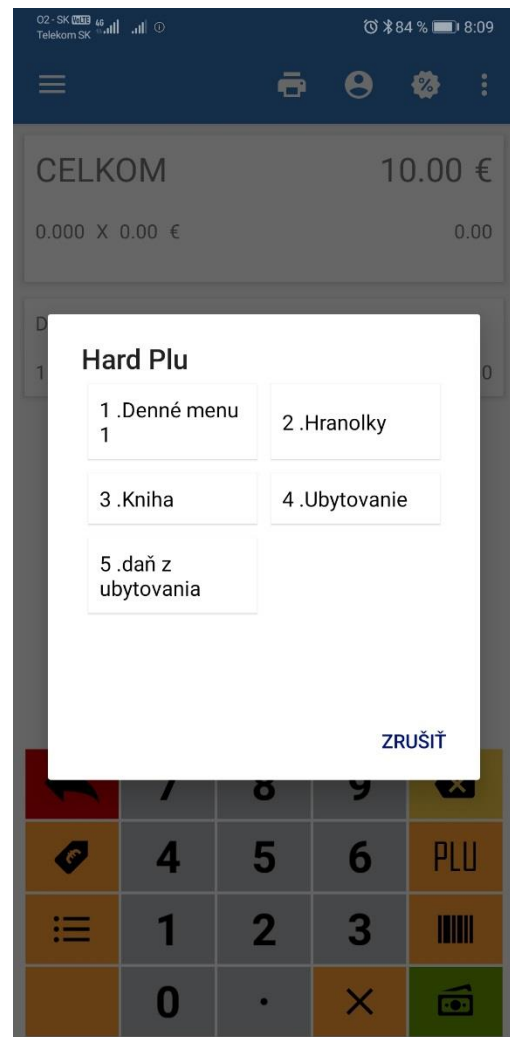 O2 - SK VoLTE 4G
Telekom SK
84 % 8:09
CELKOM 10.00 €
0.000 X 0.00 € 0.00
D
1 0
Hard Plu
1 .Denné menu
1
2 .Hranolky
3 .Kniha
4 .Ubytovanie
5 .daň z
ubytovania
ZRUŠIŤ
7 8 9
4 5 6 PLU
1 2 3
0 .